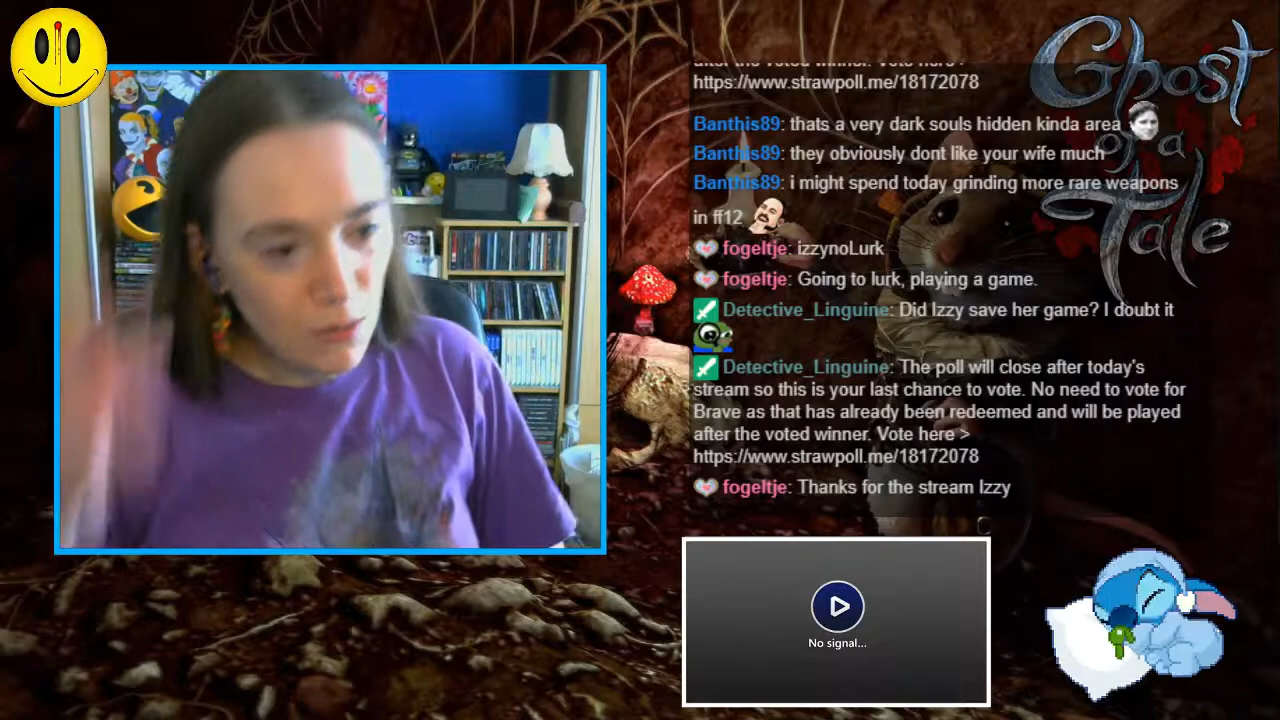 https://www.strawpoll.me/18172078
Banthis89: thats a very dark souls hidden kinda area
Banthis89: they obviously dont like your wife much
Banthis89: i might spend today grinding more rare weapons
in ff12
fogeltje: izzynoLurk
fogeltje: Going to lurk, playing a game.
Detective_Linguine: Did Izzy save her game? I doubt it
Detective_Linguine: The poll will close after today's
stream so this is your last chance to vote. No need to vote for
Brave as that has already been redeemed and will be played
after the voted winner. Vote here >
https://www.strawpoll.me/18172078
fogeltje: Thanks for the stream Izzy
Ghost
of a
Tale
No signal...